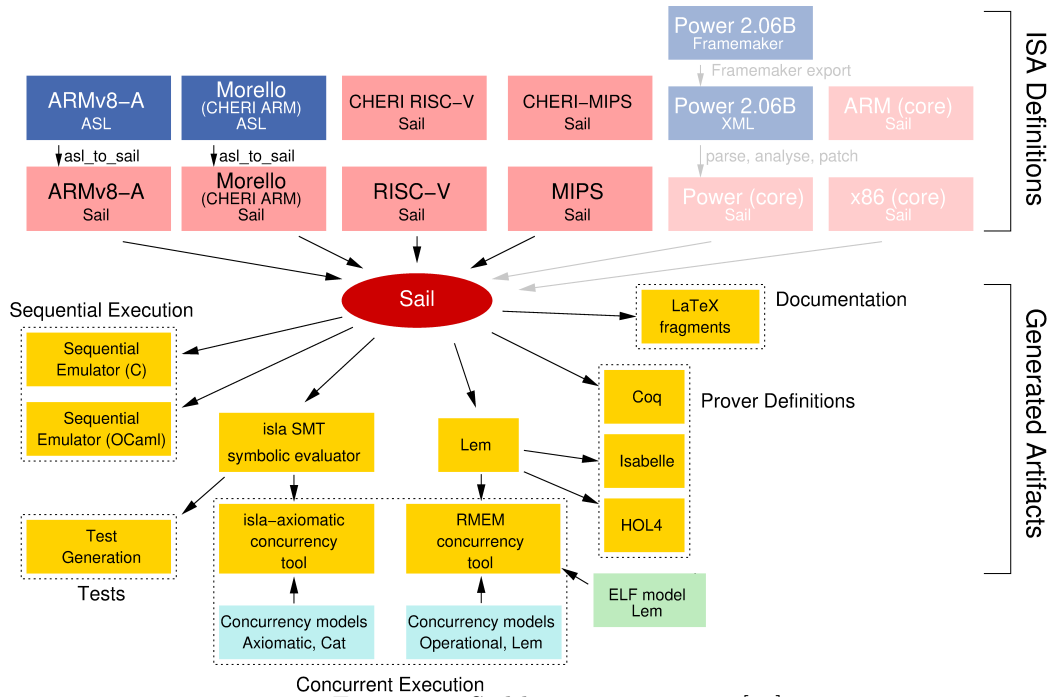 Power 2.06B
Framemaker
Framemaker export
ARMv8-A
ASL
Morello
(CHERI ARM)
ASL
CHERI RISC-V
Sail
CHERI-MIPS
Sail
Power 2.06B
XML
ARM (core)
Sail
asl_to_sail
asl_to_sail
parse, analyse, patch
ARMv8-A
Sail
Morello
(CHERI ARM)
Sail
RISC-V
Sail
MIPS
Sail
Power (core)
Sail
x86 (core)
Sail
ISA Definitions
Sail
Sequential Execution
Sequential
Emulator (C)
Sequential
Emulator (OCaml)
LaTeX
fragments
Documentation
isla SMT
symbolic evaluator
Lem
Coq
Isabelle
HOL4
Prover Definitions
Generated Artifacts
Test
Generation
Tests
isla-axiomatic
concurrency
tool
RMEM
concurrency
tool
ELF model
Lem
Concurrency models
Axiomatic, Cat
Concurrency models
Operational, Lem
Concurrent Execution